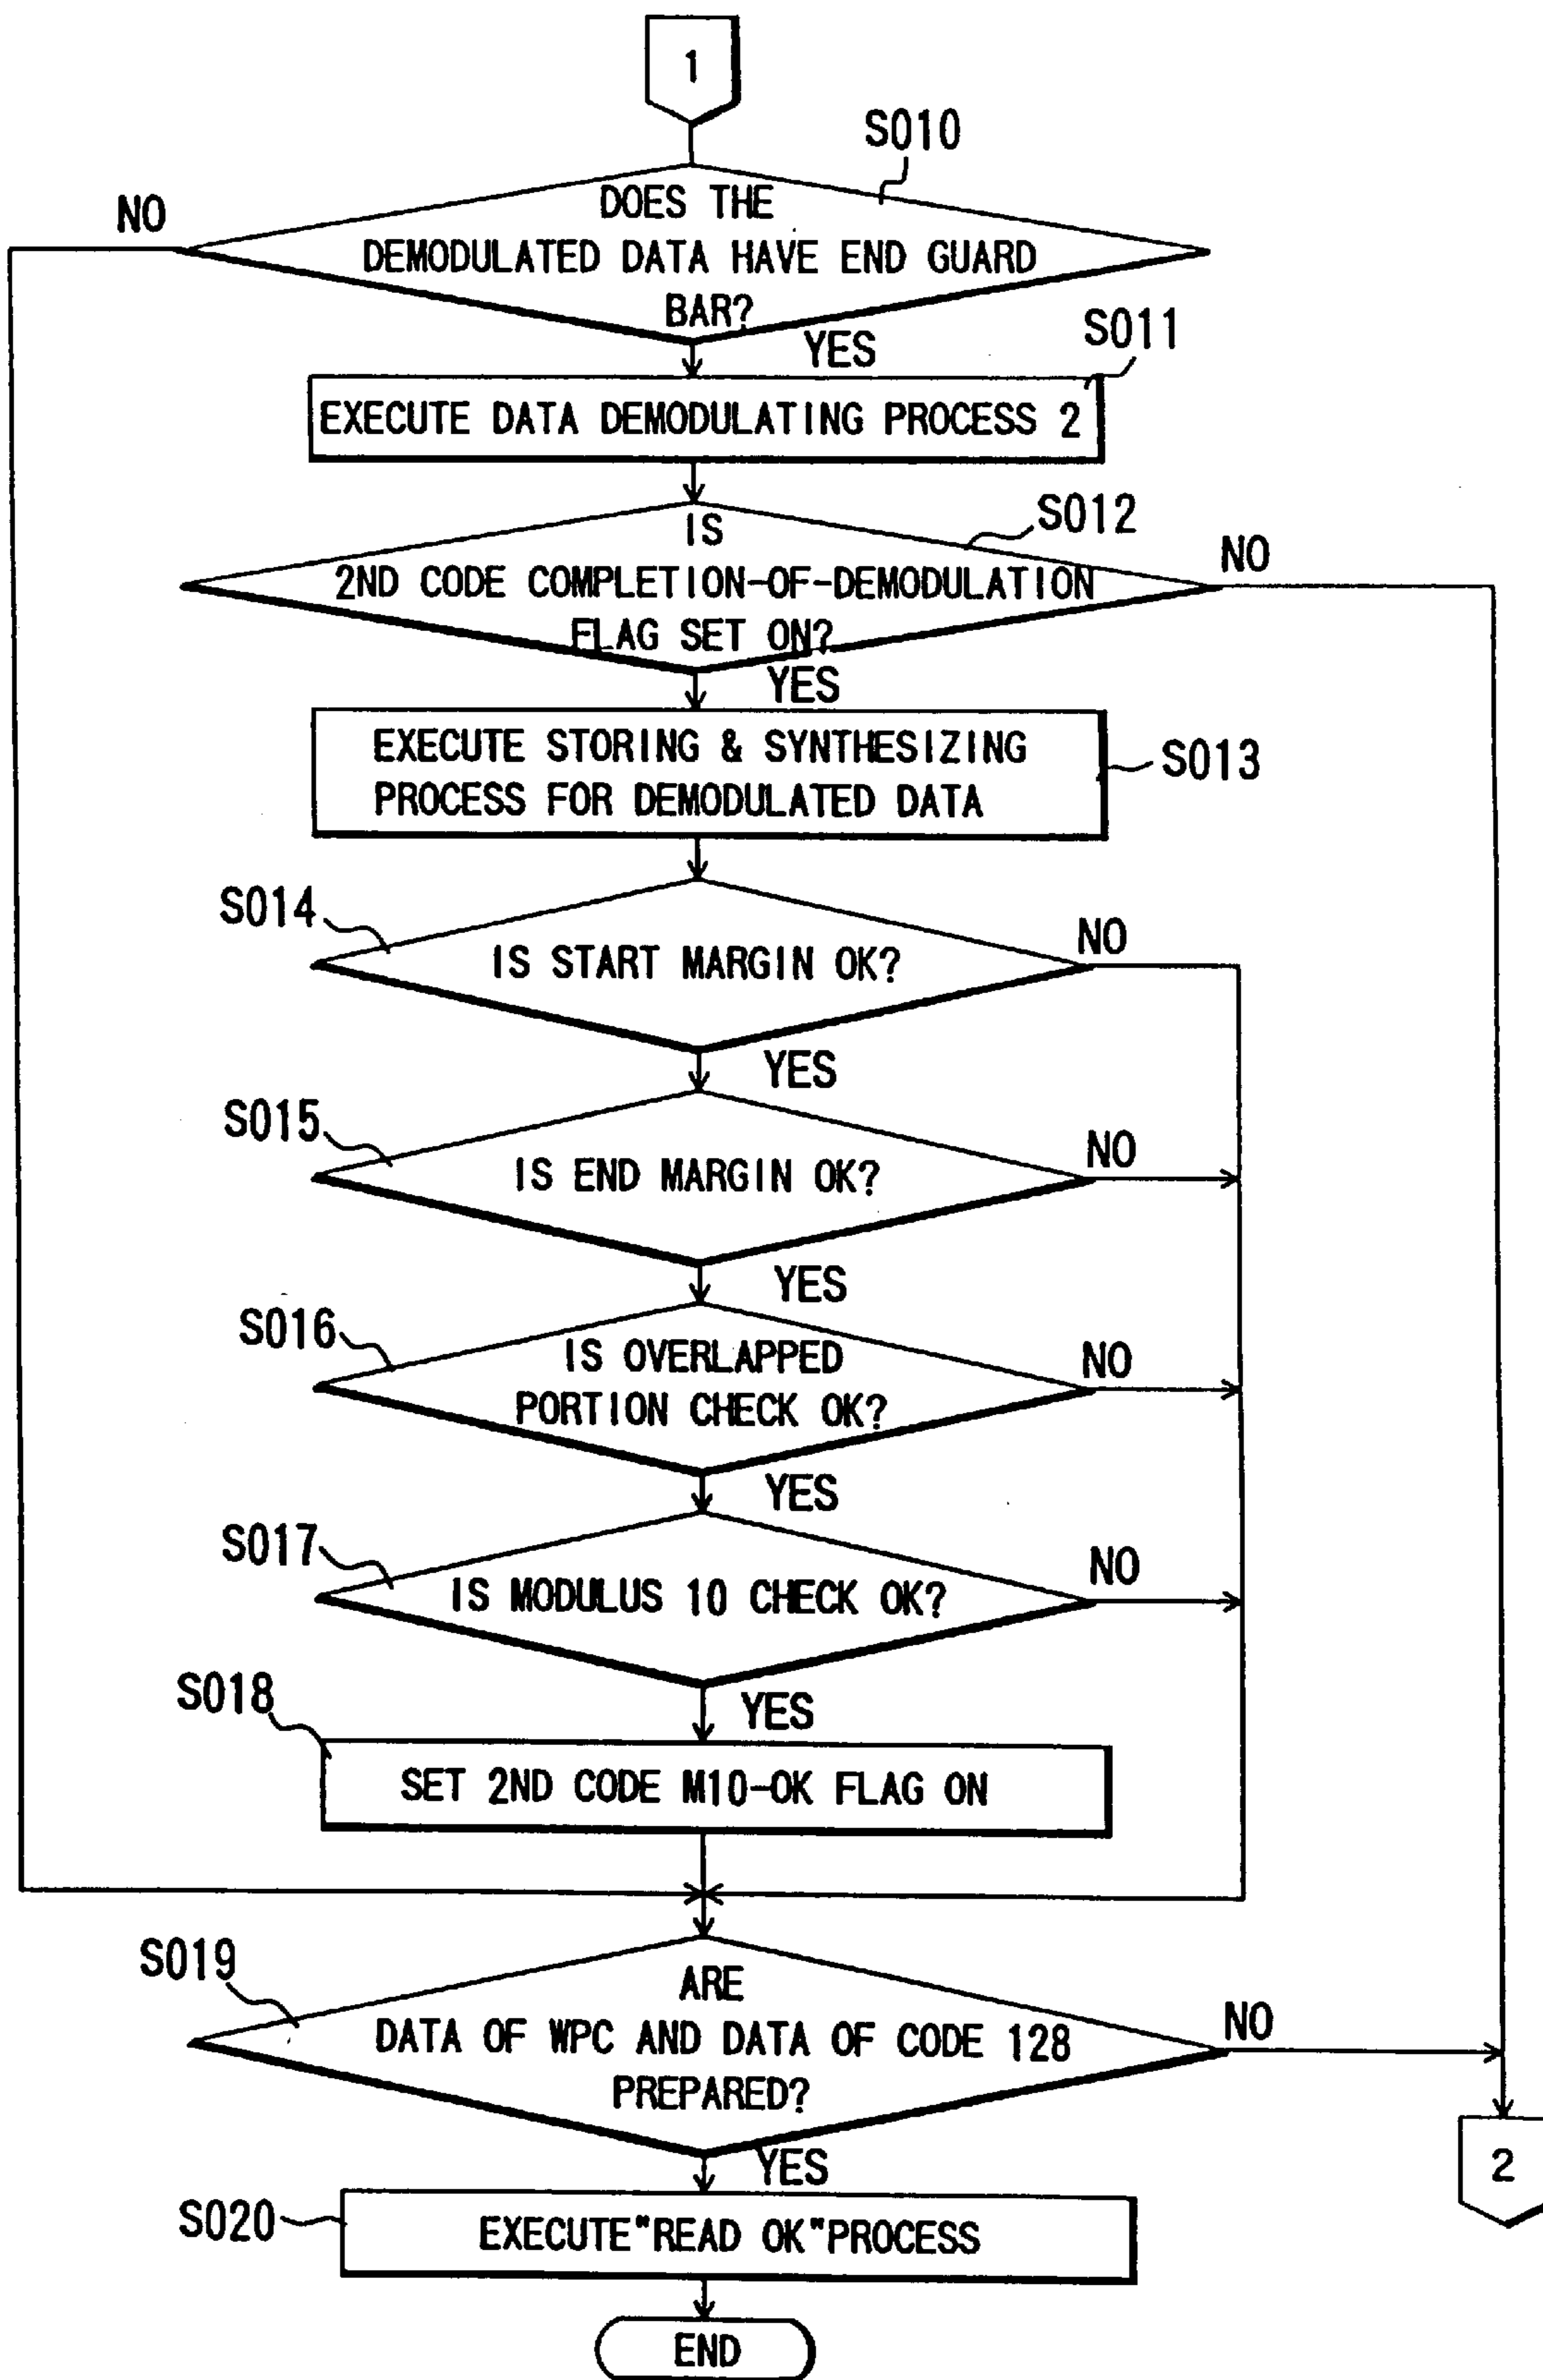 1
S010
NO
DOES THE
DEMODULATED DATA HAVE END GUARD
BAR?
YES
S011
EXECUTE DATA DEMODULATING PROCESS 2
S012
IS
NO
2ND CODE COMPLETION-OF-DEMODULATION
FLAG SET ON?
YES
EXECUTE STORING & SYNTHESIZING
PROCESS FOR DEMODULATED DATA
S013
S014
IS START MARGIN OK?
NO
YES
S015
IS END MARGIN OK?
NO
YES
S016
IS OVERLAPPED
PORTION CHECK OK?
NO
YES
S017
IS MODULUS 10 CHECK OK?
NO
YES
S018
SET 2ND CODE M10-OK FLAG ON
S019
ARE
DATA OF WPC AND DATA OF CODE 128
PREPARED?
NO
YES
2
S020
EXECUTE"READ OK"PROCESS
END